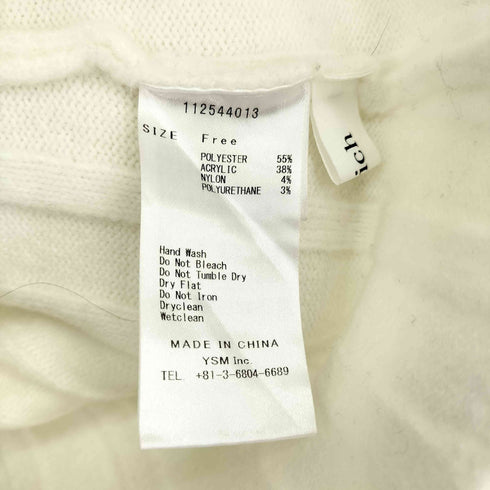 112544013
SIZE Free
POLYESTER 55%
ACRYLIC 38%
NYLON 4%
POLYURETHANE 3%
Hand Wash
Do Not Bleach
Do Not Tumble Dry
Dry Flat
Do Not Iron
Dryclean
Wetclean
MADE IN CHINA
YSM Inc.
TEL. +81-3-6804-6689
ich